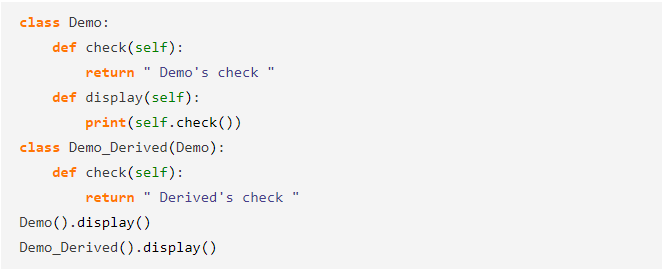 class Demo:
    def check(self):
        return " Demo's check "
    def display(self):
        print(self.check())
class Demo_Derived(Demo):
    def check(self):
        return " Derived's check "
Demo().display()
Demo_Derived().display()